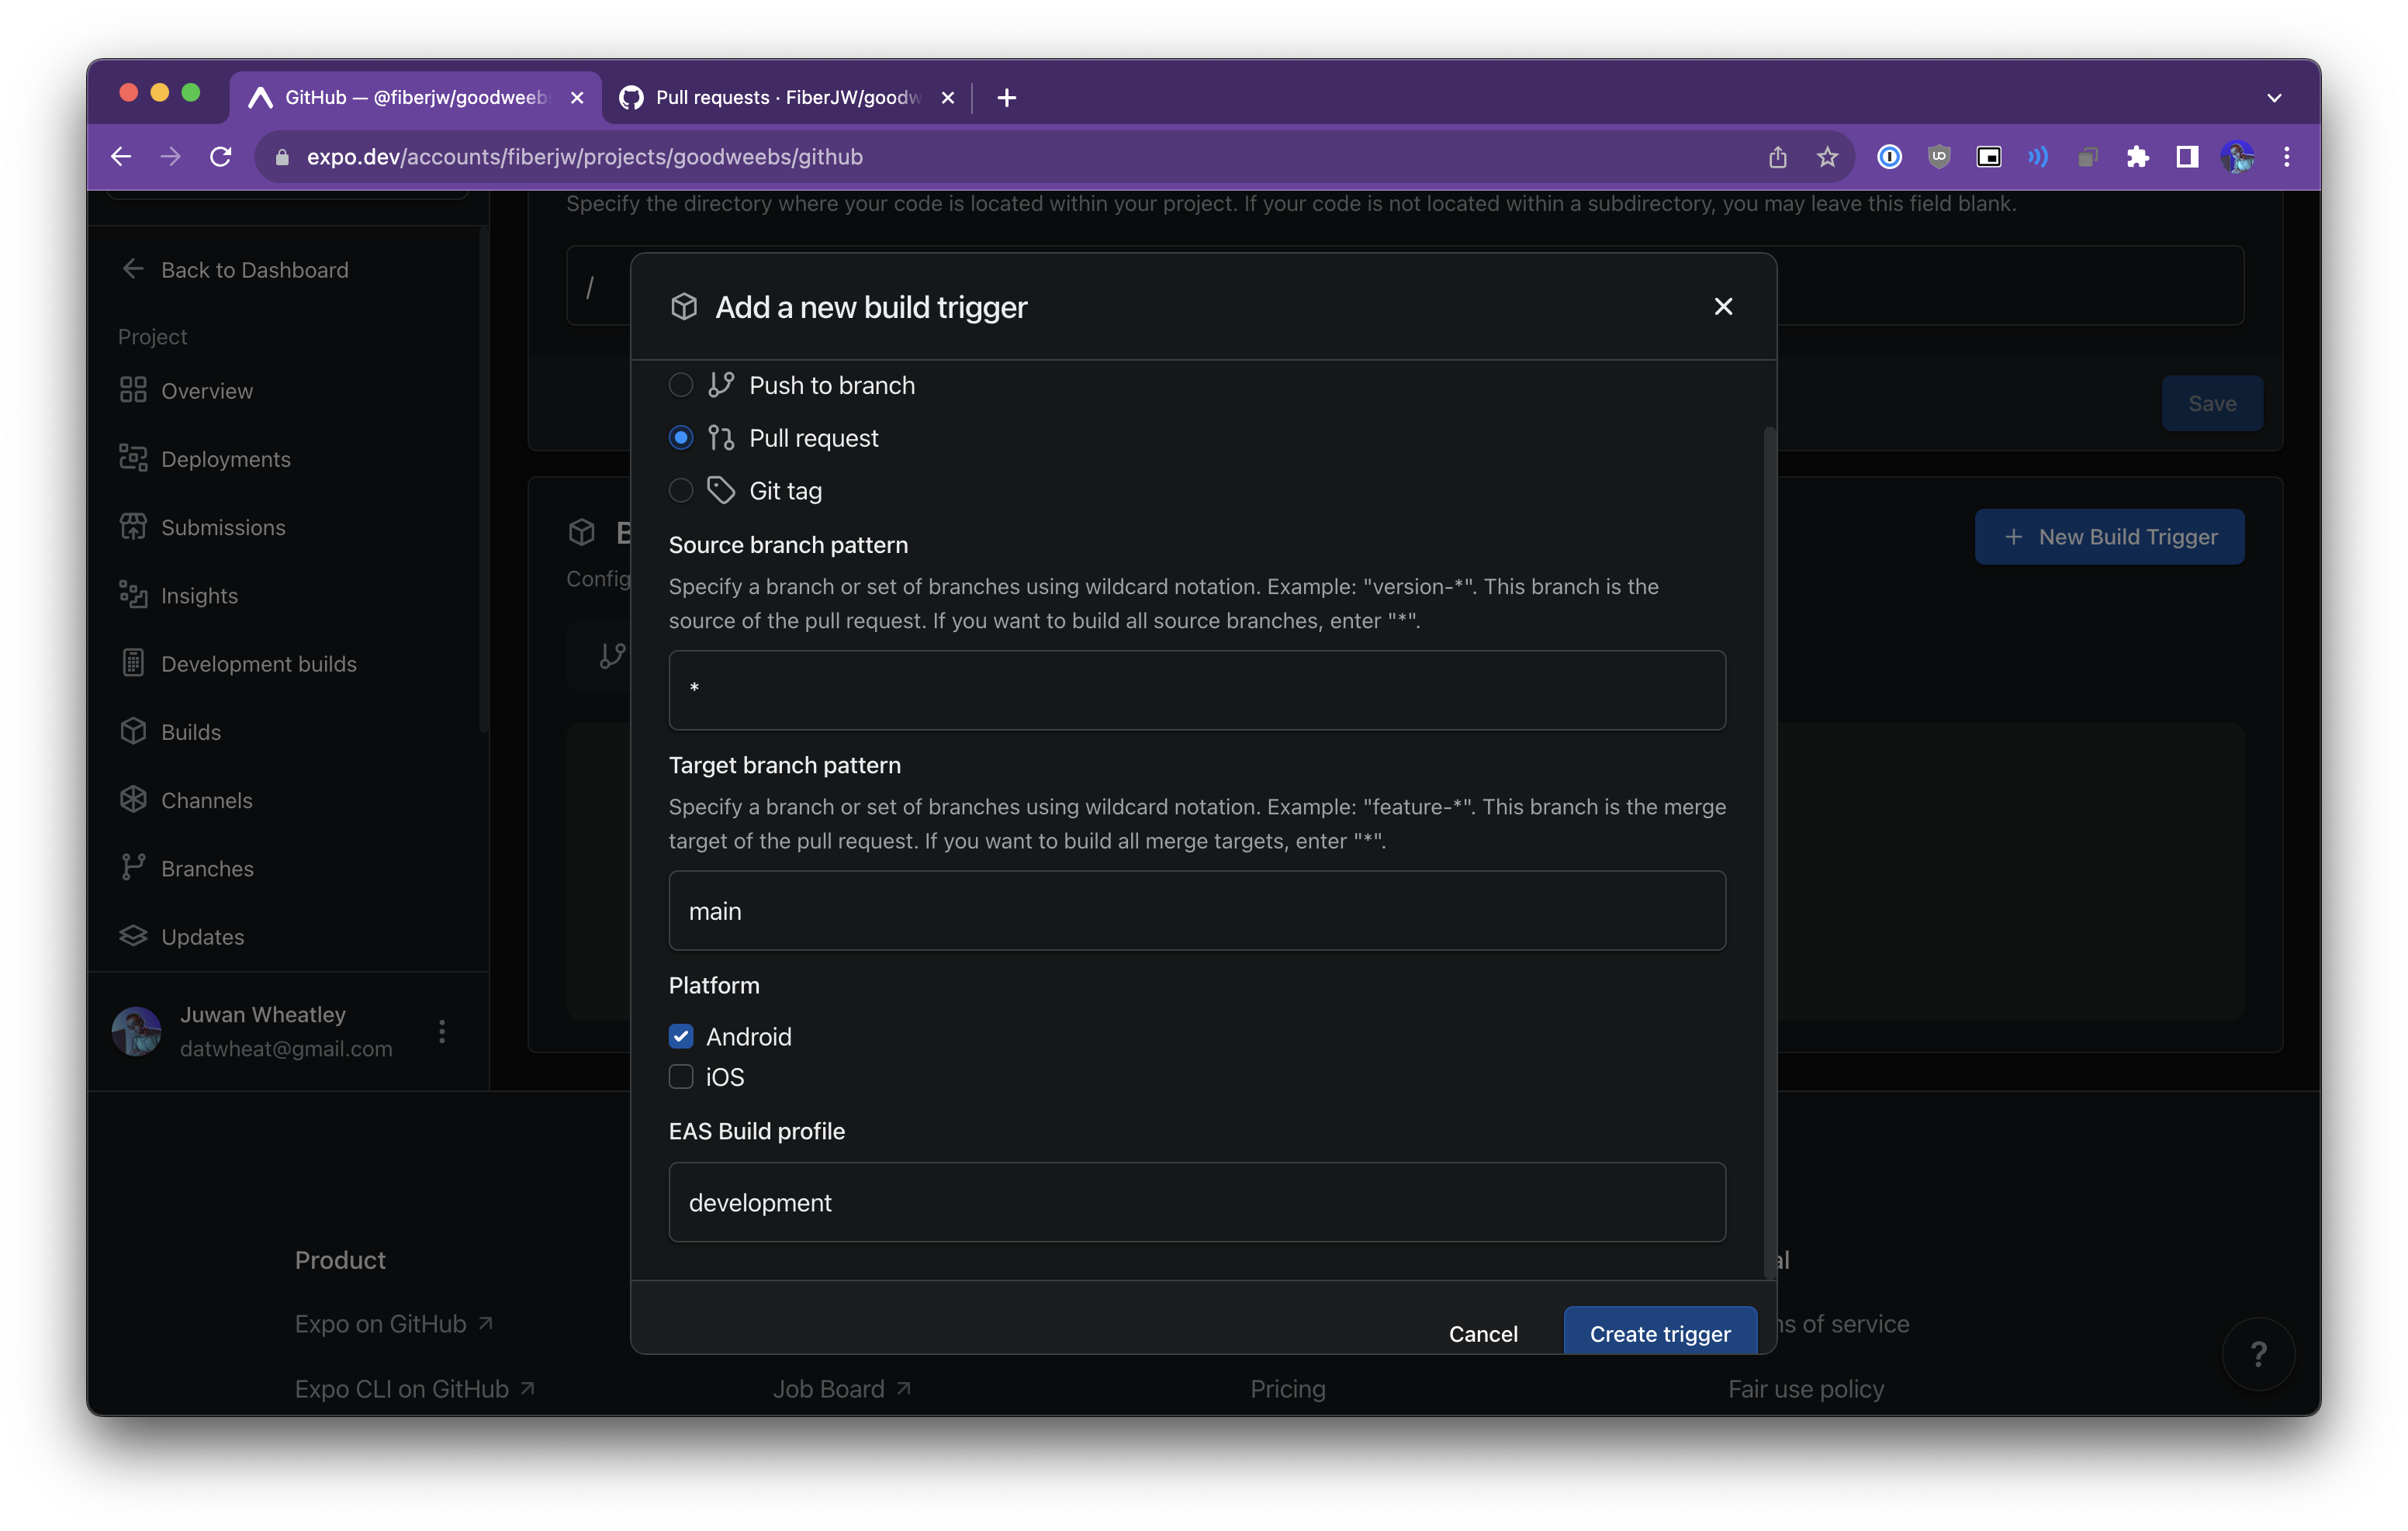 GitHub — @fiberjw/goodweebs
Pull requests · FiberJW/goodw
expo.dev/accounts/fiberjw/projects/goodweebs/github
Specify the directory where your code is located within your project. If your code is not located within a subdirectory, you may leave this field blank.
/
Save
Back to Dashboard
Project
Overview
Deployments
Submissions
Insights
Development builds
Builds
Channels
Branches
Updates
Juwan Wheatley
datwheat@gmail.com
Config
New Build Trigger
Add a new build trigger
Push to branch
Pull request
Git tag
Source branch pattern
Specify a branch or set of branches using wildcard notation. Example: "version-*". This branch is the
source of the pull request. If you want to build all source branches, enter "*".
*
Target branch pattern
Specify a branch or set of branches using wildcard notation. Example: "feature-*". This branch is the merge
target of the pull request. If you want to build all merge targets, enter "*".
main
Platform
Android
iOS
EAS Build profile
development
Cancel
Create trigger
Product
Expo on GitHub
Expo CLI on GitHub
Job Board
Pricing
al
s of service
Fair use policy
?